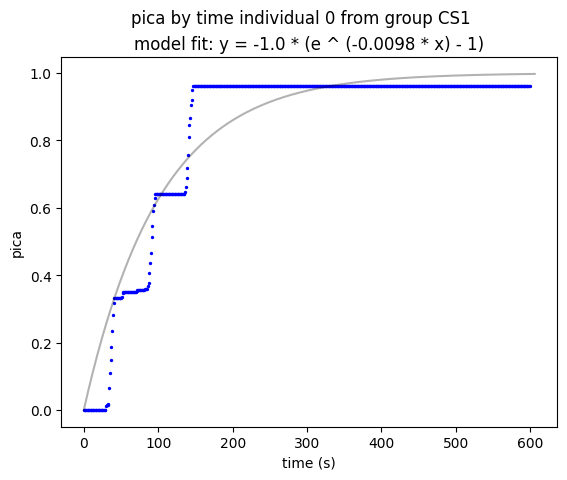 pica by time individual 0 from group CS1
model fit: y = -1.0 * (e ^ (-0.0098 * x) - 1)
1.0
0.8
0.6
0.4
0.2
0.0
pica
0 100 200 300 400 500 600
time (s)